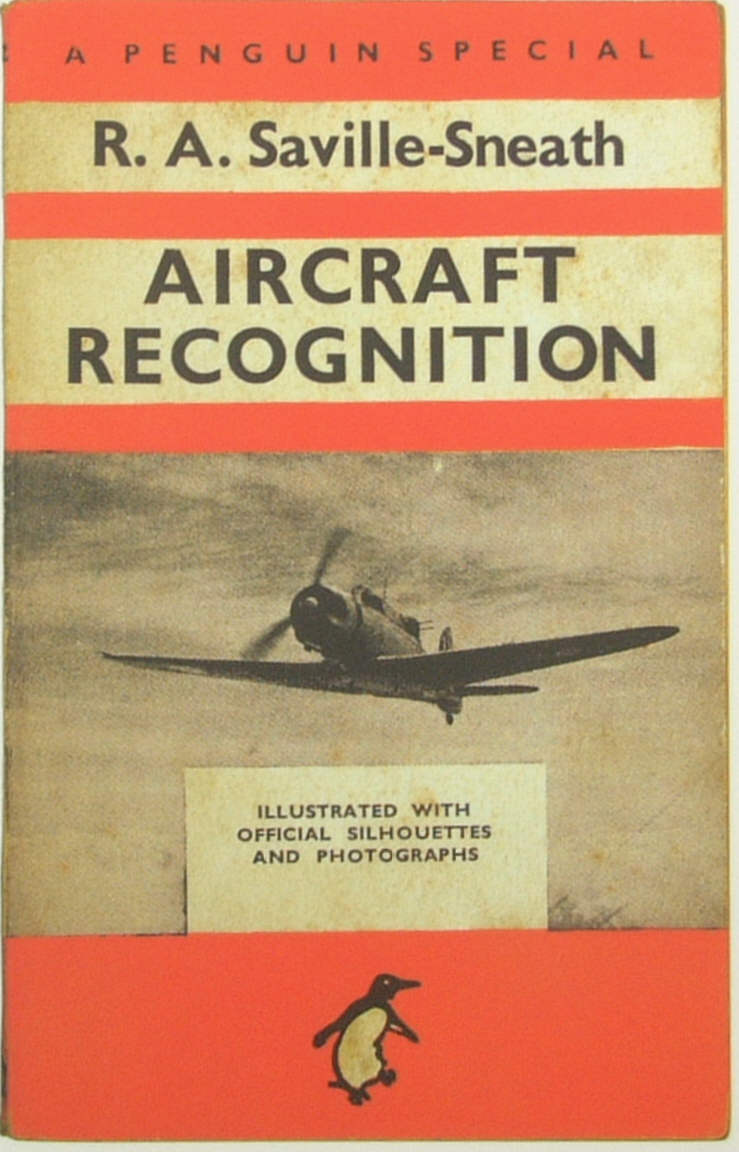 A PENGUIN SPECIAL
R. A. Saville-Sneath
AIRCRAFT
RECOGNITION
ILLUSTRATED WITH
OFFICIAL SILHOUETTES
AND PHOTOGRAPHS